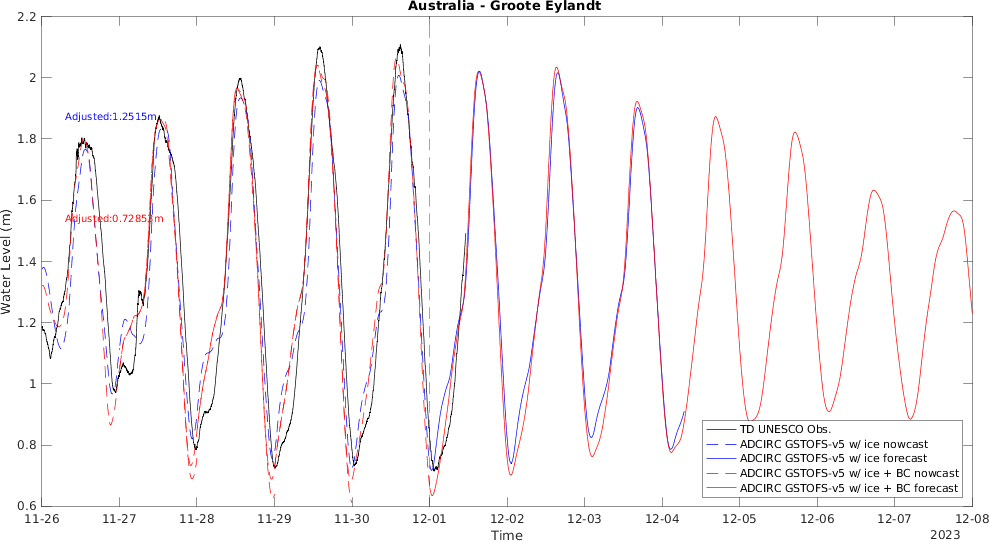 Australia - Groote Eylandt
2.2
2
1.8
1.6
1.4
1.2
1
0.8
0.6
Water Level (m)
Adjusted:1.2515m
Adjusted:0.72853m
TD UNESCO Obs.
ADCIRC GSTOFS-v5 w/ ice nowcast
ADCIRC GSTOFS-v5 w/ ice forecast
ADCIRC GSTOFS-v5 w/ ice + BC nowcast
ADCIRC GSTOFS-v5 w/ ice + BC forecast
11-26 11-27 11-28 11-29 11-30 12-01 12-02 12-03 12-04 12-05 12-06 12-07 12-08
Time
2023